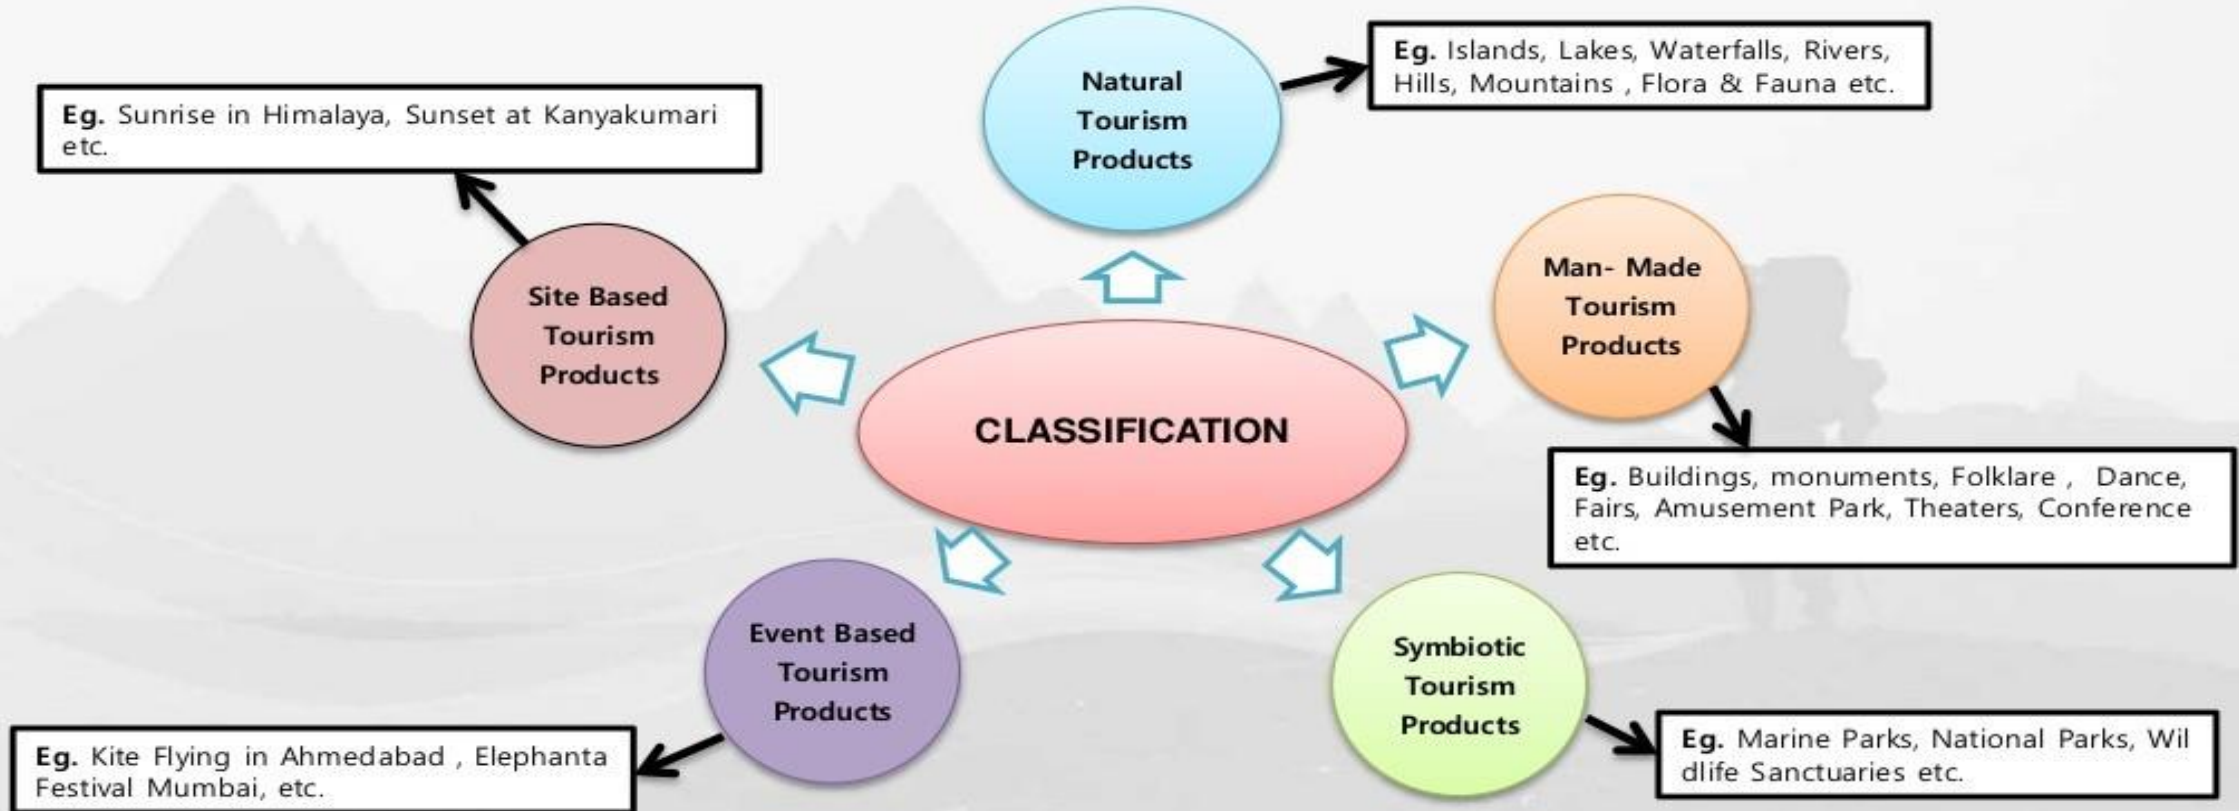 Natural
Tourism
Products
Eg. Islands, Lakes, Waterfalls, Rivers,
Hills, Mountains , Flora & Fauna etc.
Eg. Sunrise in Himalaya, Sunset at Kanyakumari
etc.
Site Based
Tourism
Products
Man- Made
Tourism
Products
CLASSIFICATION
Eg. Buildings, monuments, Folklare , Dance,
Fairs, Amusement Park, Theaters, Conference
etc.
Event Based
Tourism
Products
Symbiotic
Tourism
Products
Eg. Kite Flying in Ahmedabad , Elephanta
Festival Mumbai, etc.
Eg. Marine Parks, National Parks, Wil
dlife Sanctuaries etc.